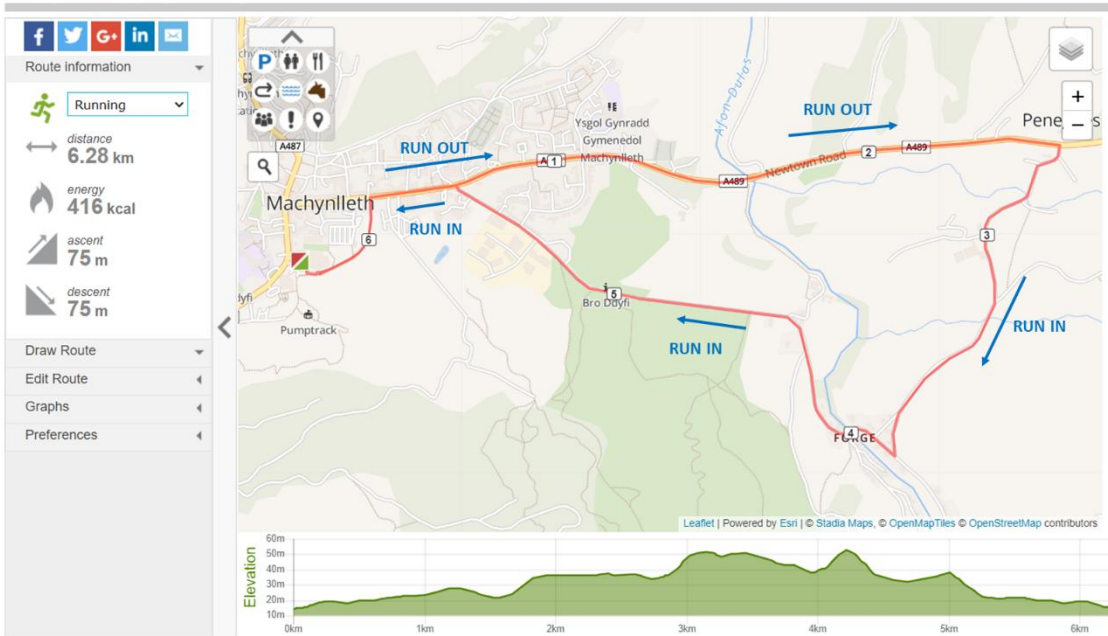 f
G+
in
Route information
Running
distance
6.28 km
energy
416 kcal
ascent
75 m
descent
75 m
Draw Route
Edit Route
Graphs
Preferences
P
A487
RUN OUT
Machynlleth
RUN IN
6
dyfi
Pumptrack
Ysgol Gynradd
Gymenedol
Machynlleth
1
Afon-Dulas
RUN OUT
A489
Newtown Road
2
A489
+
−
3
RUN IN
5
Bro Ddyfi
RUN IN
4
FORGE
Leaflet | Powered by Esri | © Stadia Maps, © OpenMapTiles © OpenStreetMap contributors
Elevation
60m
50m
40m
30m
20m
10m
0km
1km
2km
3km
4km
5km
6km